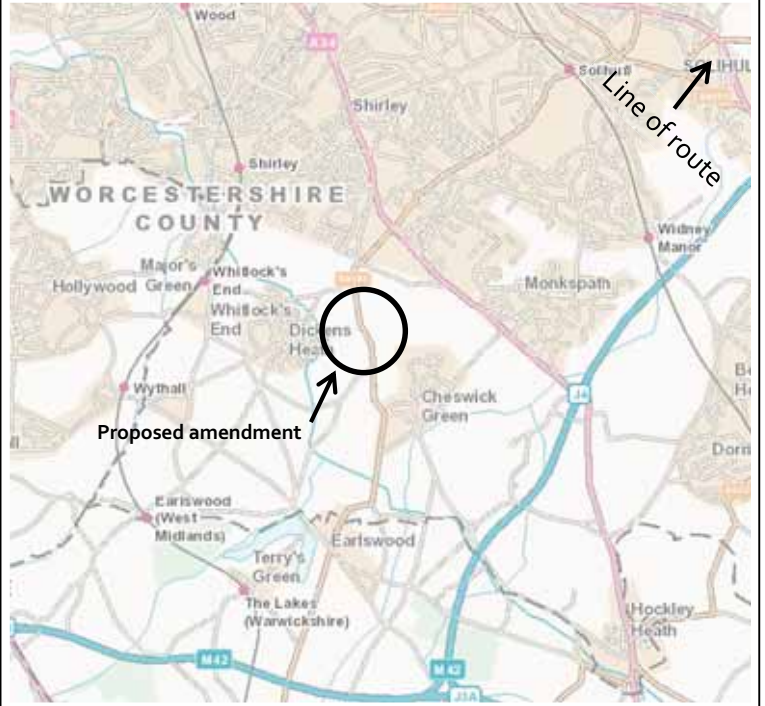 Wood
A34
SOLIHUL
Solihull
Line of route
Shirley
Shirley
WORCESTERSHIRE
COUNTY
Widney
Manor
Major's
Green
Whitlock's
End
Hollywood
Monkspath
Whitlock's
End
Dickens
Heath
Wythall
Cheswick
Green
J4
Proposed amendment
Dorri
Earlswood
(West
Midlands)
Earlswood
Terry's
Green
The Lakes
(Warwickshire)
Hockley
Heath
M42
M42
J3A